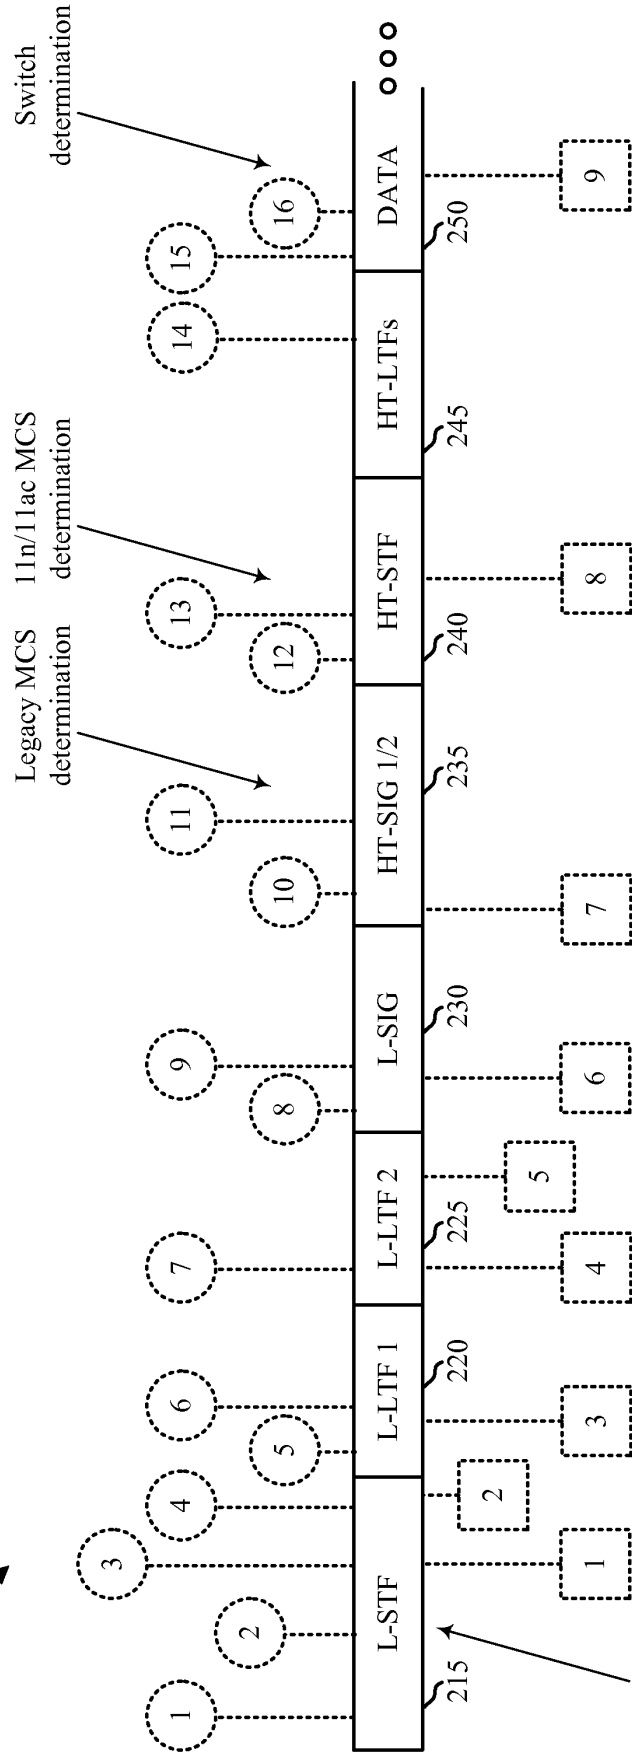 Legacy MCS
determination
11n/11ac MCS
determination
Switch
determination
3
1
4
6
7
9
11
13
14
15
2
5
8
10
12
16
L-STF
L-LTF 1
L-LTF 2
L-SIG
HT-SIG 1/2
HT-STF
HT-LTFs
DATA
215
220
225
230
235
240
245
250
2
5
1
3
4
6
7
8
9